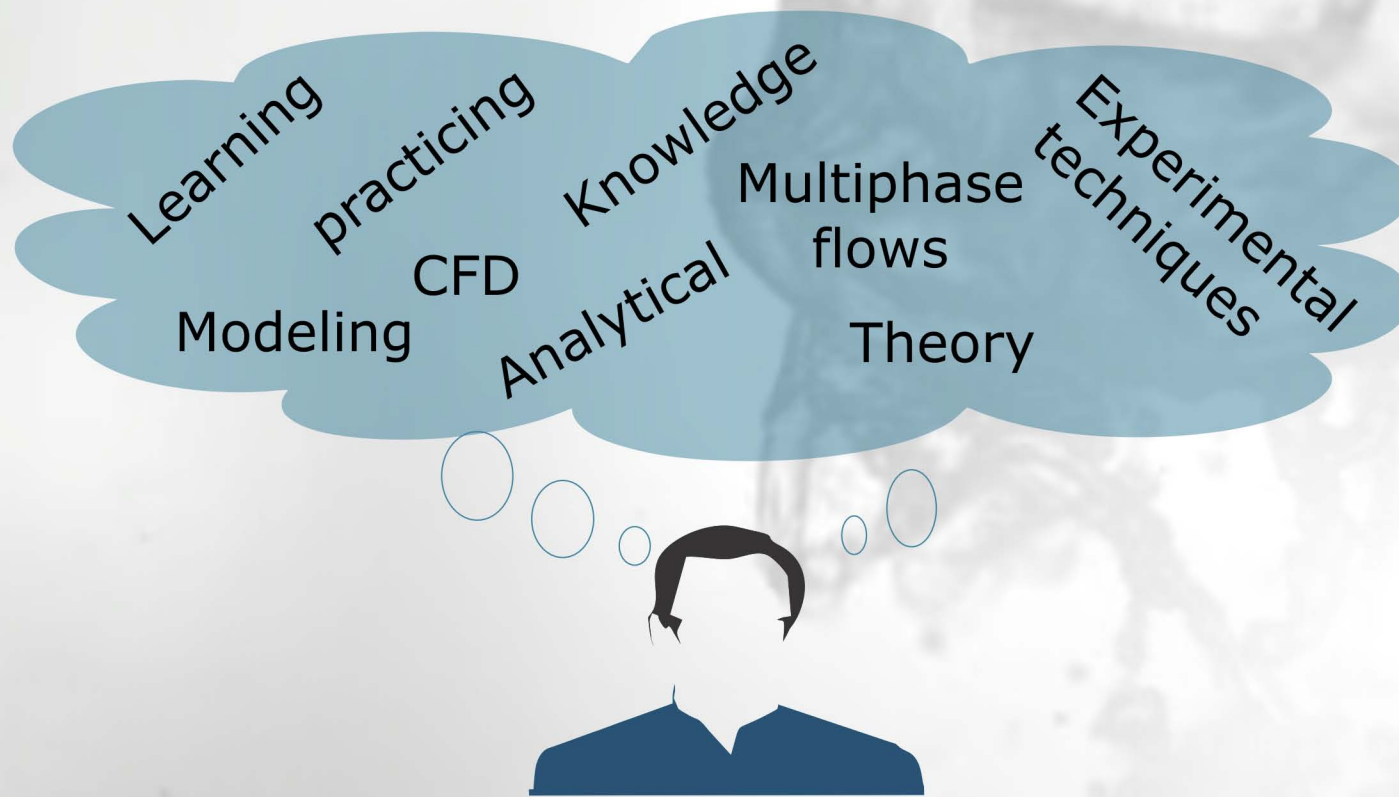 Learning
practicing
Knowledge
Multiphase
flows
Experimental
techniques
CFD
Modeling
Analytical
Theory